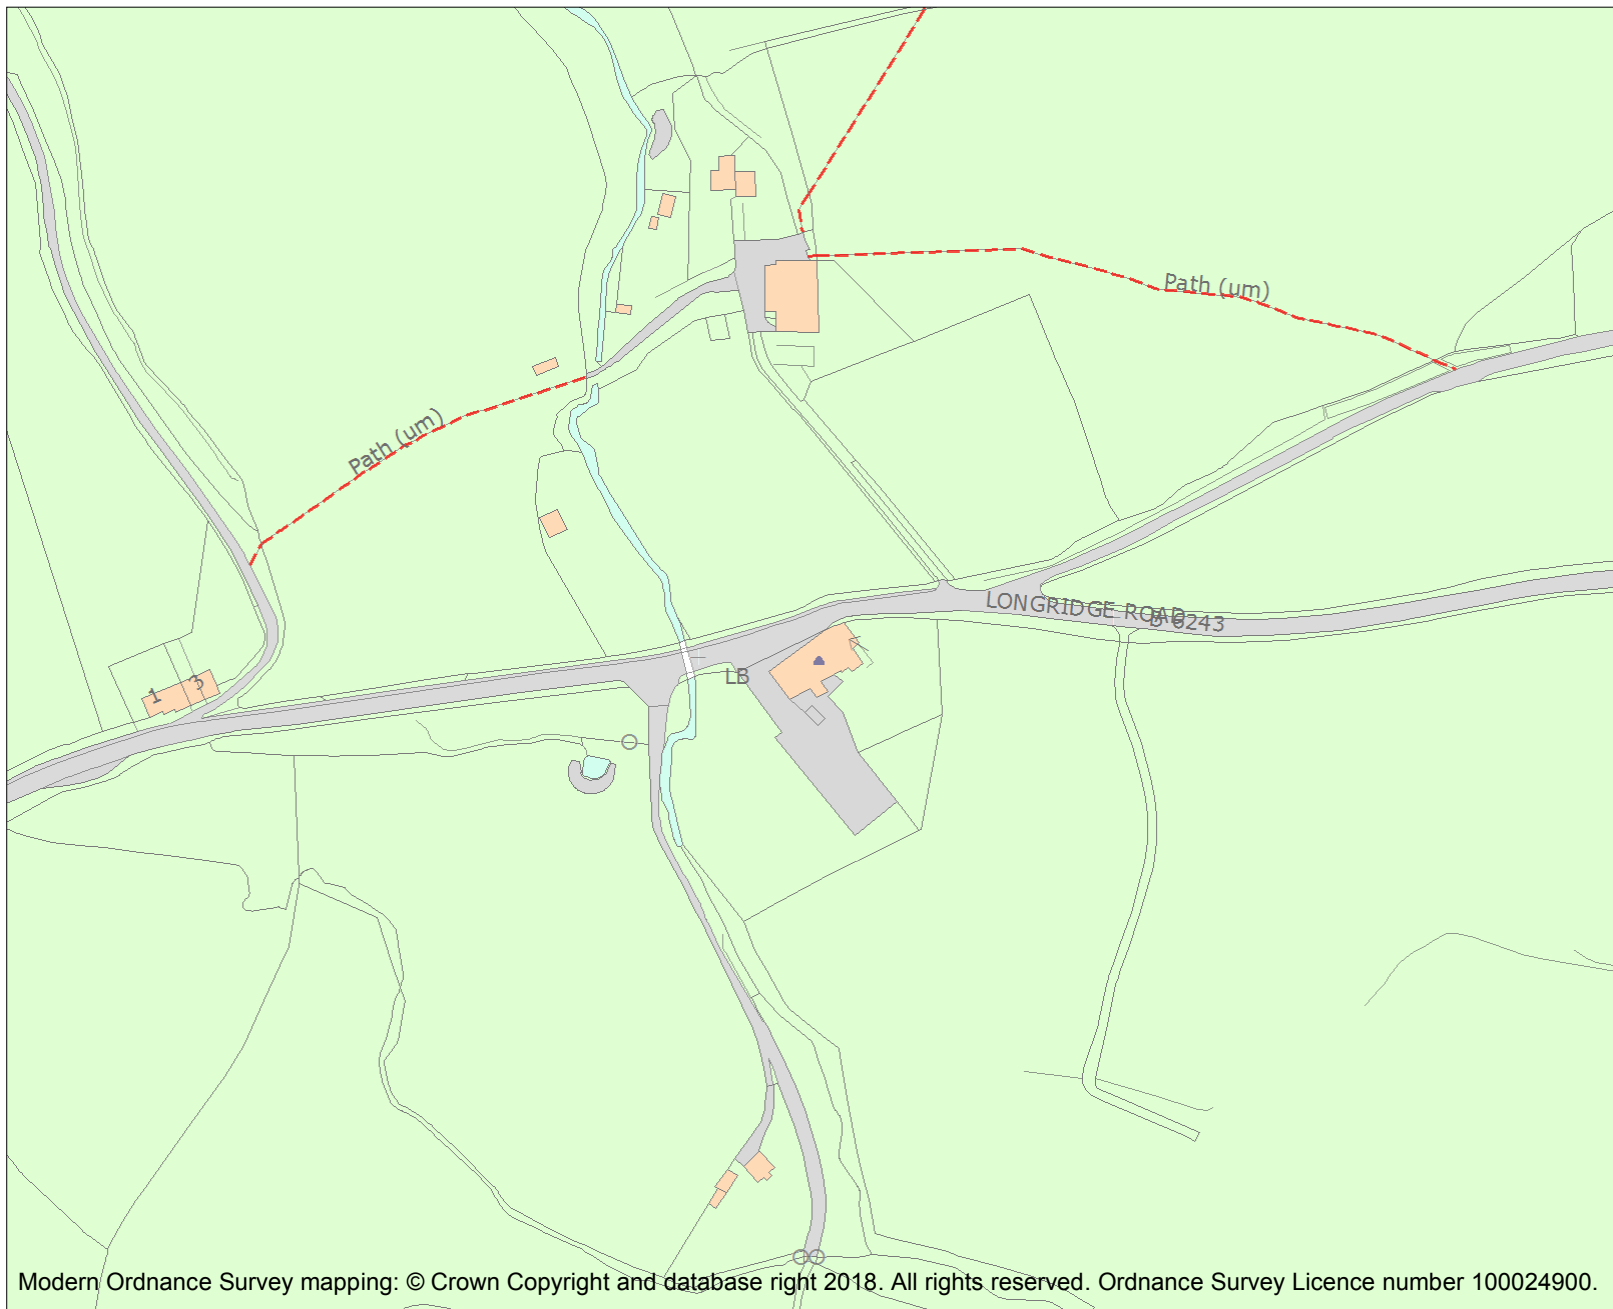 Path (um)
Path (um)
LONGRIDGE ROAD
B 6243
LB
1
3
Modern Ordnance Survey mapping: © Crown Copyright and database right 2018. All rights reserved. Ordnance Survey Licence number 100024900.